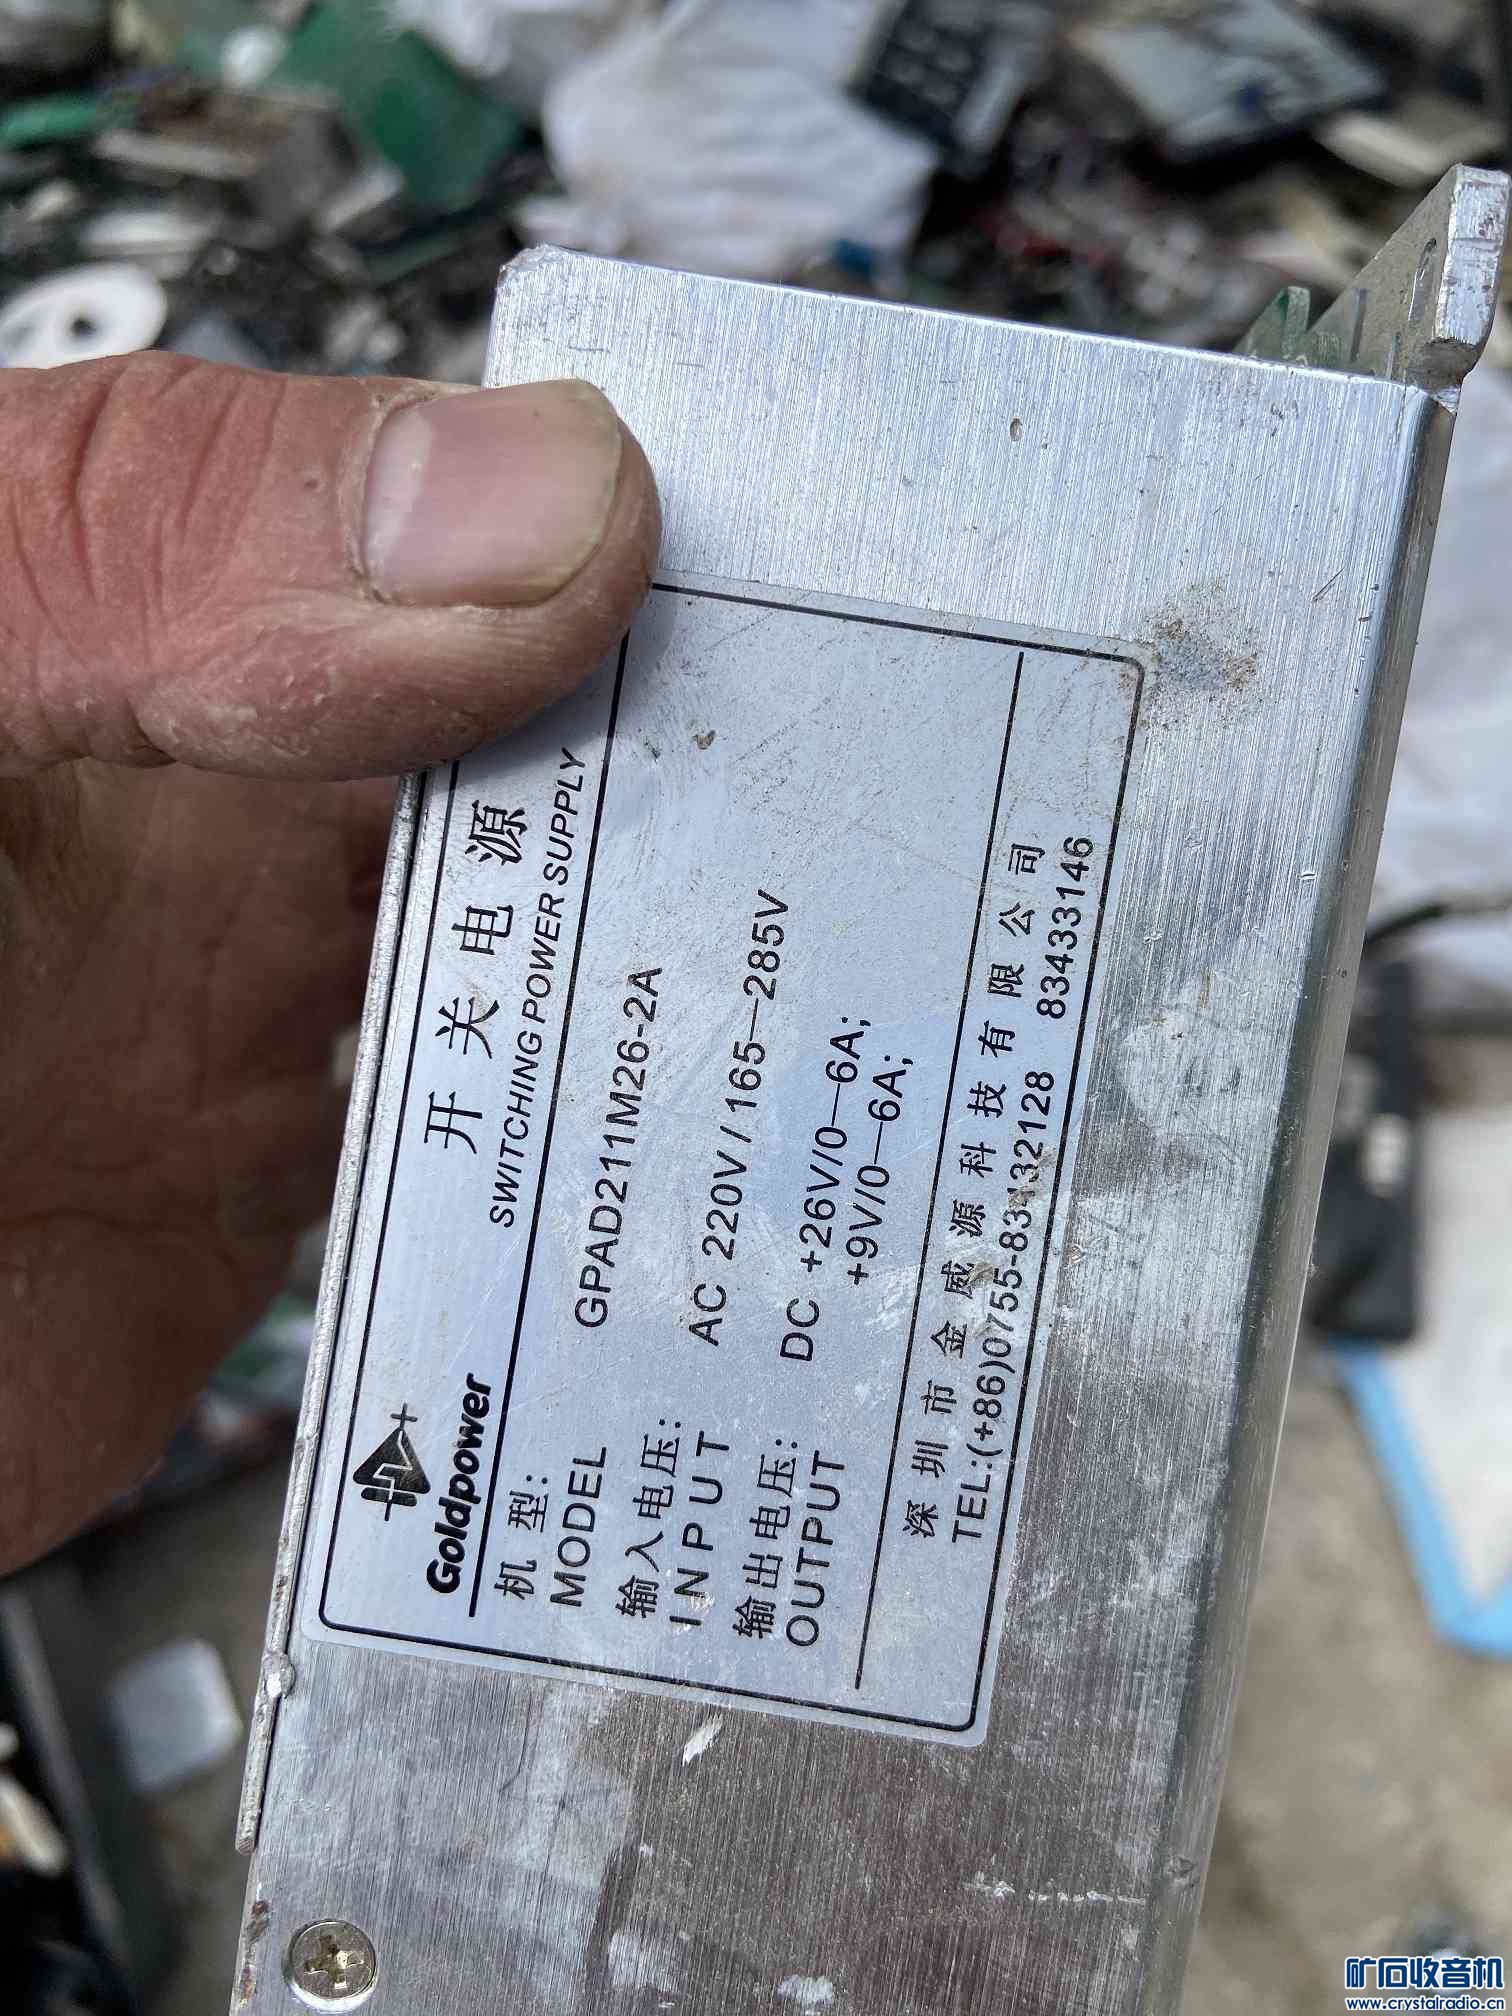 开关电源
SWITCHING POWER SUPPLY
Goldpower
机 型: GPAD211M26-2A
MODEL
输入电压: AC 220V / 165—285V
INPUT
输出电压: DC +26V/0—6A;
OUTPUT +9V/0—6A;
深圳市金威源科技有限公司
TEL:(+86)0755-83432128 83433146
矿石收音机
www.crystalradio.cn